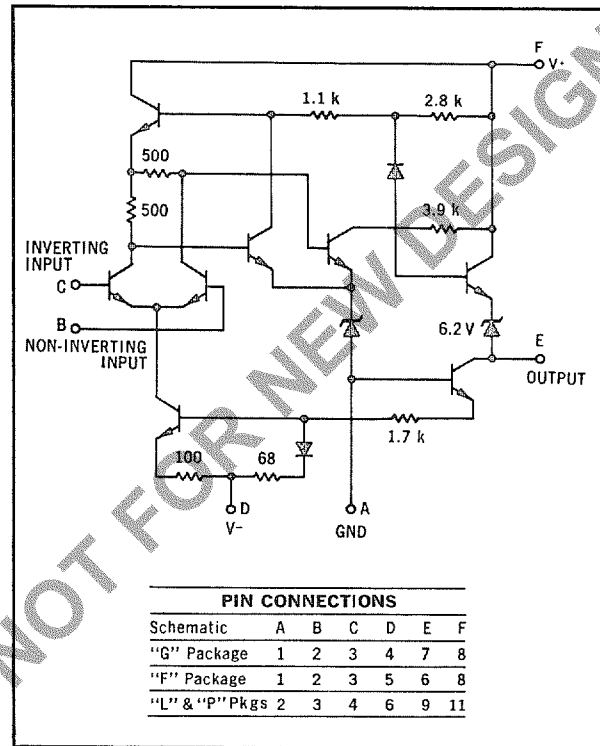 F
V+
1.1 k
2.8 k
500
500
3.9 k
INVERTING
INPUT
C
B
NON-INVERTING
INPUT
6.2 V
E
OUTPUT
1.7 k
100
68
D
V-
A
GND
NOT FOR NEW DESIGN
PIN CONNECTIONS
Schematic A B C D E F
"G" Package 1 2 3 4 7 8
"F" Package 1 2 3 5 6 8
"L" & "P" Pkgs 2 3 4 6 9 11